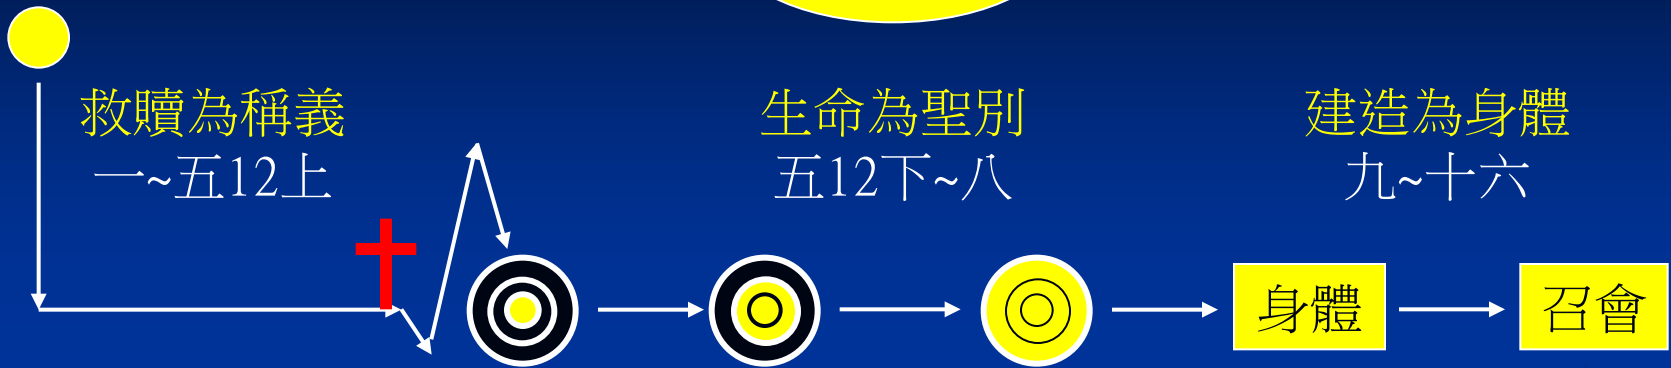 救贖為稱義
一~五12上
生命為聖別
五12下~八
建造為身體
九~十六
身體
召會